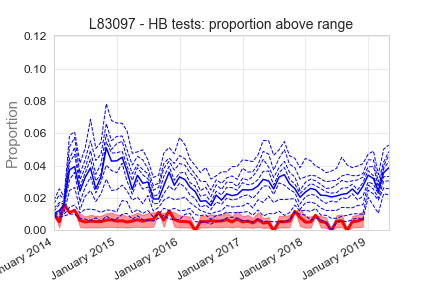 L83097 - HB tests: proportion above range
0.12
0.10
0.08
0.06
0.04
0.02
0.00
Proportion
nuary 2014
January 2015
January 2016
January 2017
January 2018
January 2019